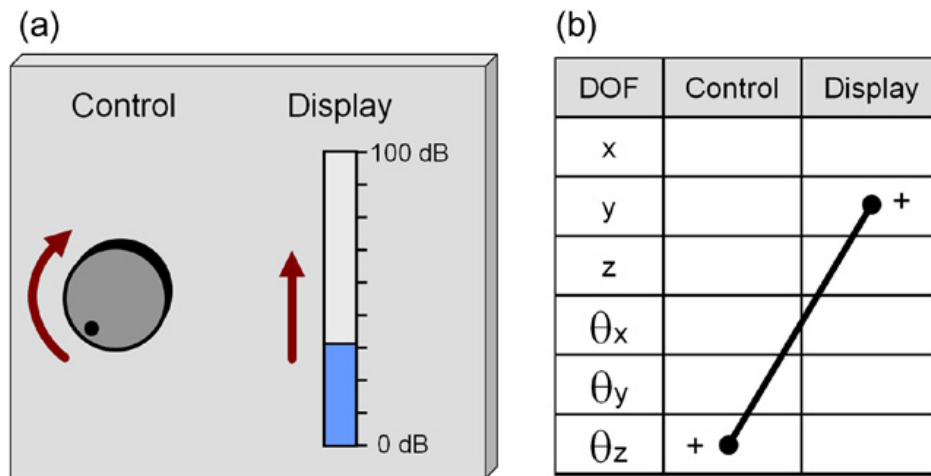 (a)
Control Display
100 dB
0 dB
(b)
DOF Control Display
x
y +
z
θx
θy
θz +